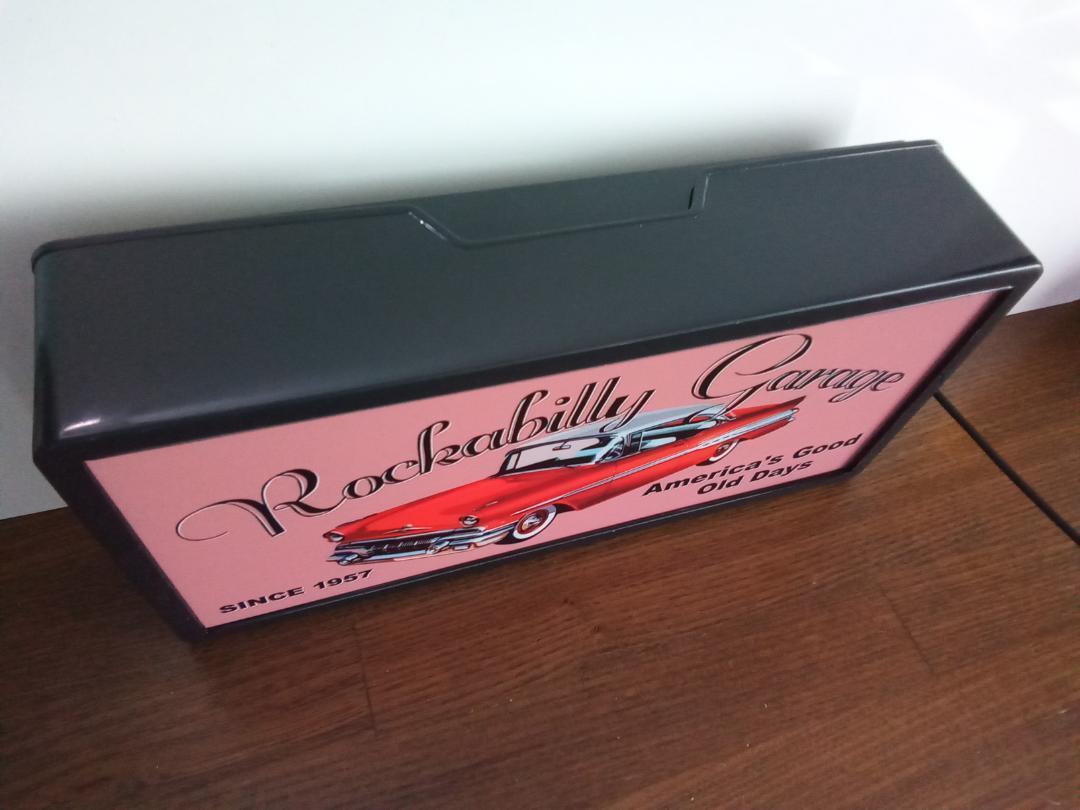 Rockabilly Garage
America's Good
Old Days
SINCE 1957